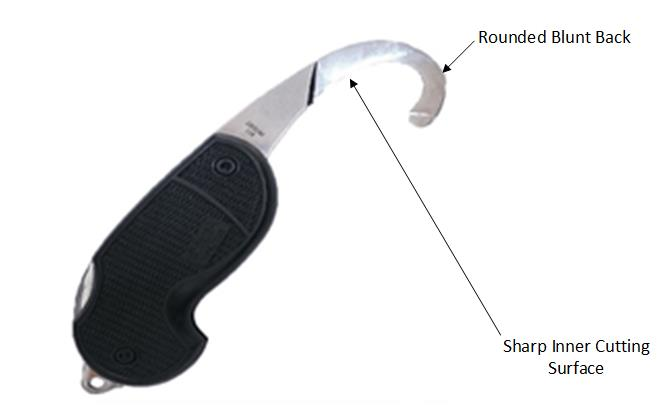 Rounded Blunt Back
Sharp Inner Cutting
Surface